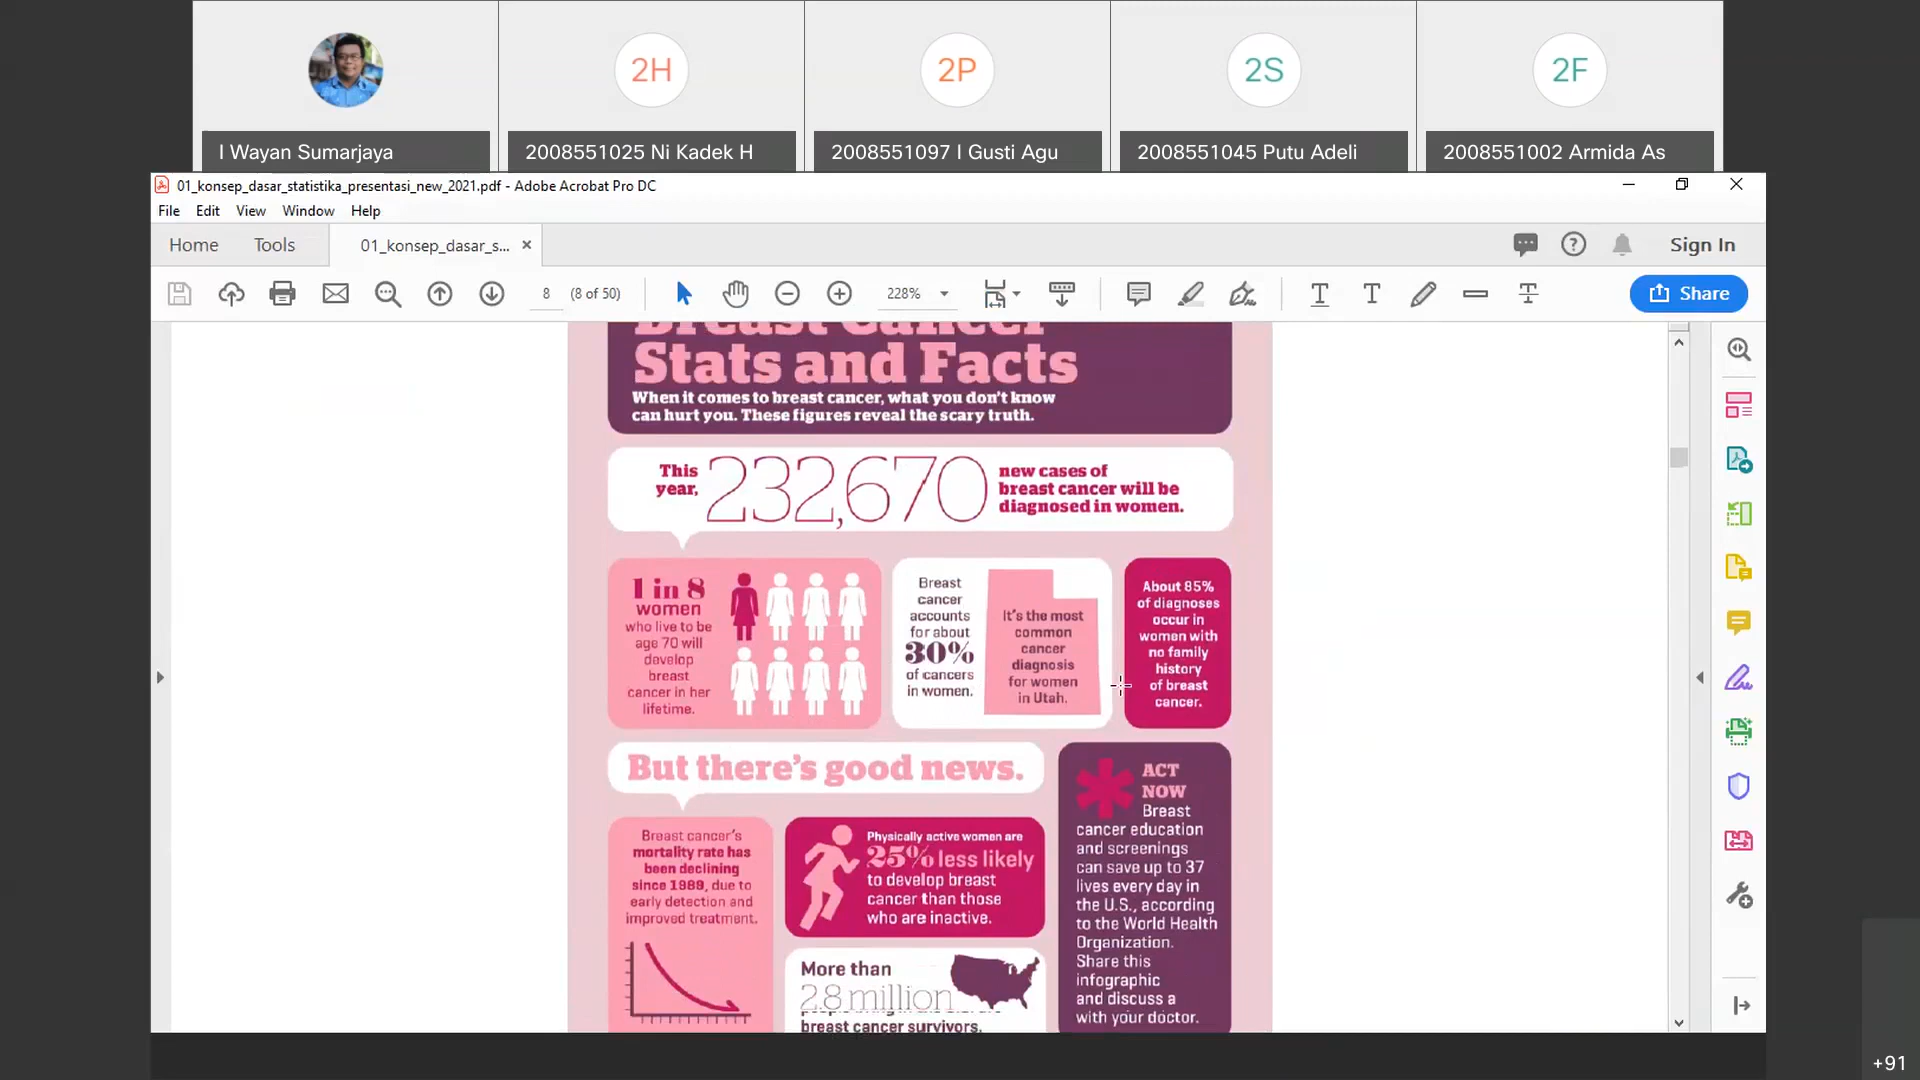 2H
2P
2S
2F
I Wayan Sumarjaya
2008551025 Ni Kadek H
2008551097 I Gusti Agu
2008551045 Putu Adeli
2008551002 Armida As
01_konsep_dasar_statistika_presentasi_new_2021.pdf - Adobe Acrobat Pro DC
File Edit View Window Help
Home Tools 01_konsep_dasar_s... Sign In
8 (8 of 50) 228% Share
Breast Cancer
Stats and Facts
When it comes to breast cancer, what you don't know
can hurt you. These figures reveal the scary truth.
This
year,
232,670
new cases of
breast cancer will be
diagnosed in women.
1 in 8
women
who live to be
age 70 will
develop
breast
cancer in her
lifetime.
Breast
cancer
accounts
for about
30%
of cancers
in women.
It's the most
common
cancer
diagnosis
for women
in Utah.
About 85%
of diagnoses
occur in
women with
no family
history
of breast
cancer.
But there's good news.
Breast cancer's
mortality rate has
been declining
since 1989, due to
early detection and
improved treatment.
Physically active women are
25% less likely
to develop breast
cancer than those
who are inactive.
More than
2.8 million
breast cancer survivors.
ACT
NOW
Breast
cancer education
and screenings
can save up to 37
lives every day in
the U.S., according
to the World Health
Organization.
Share this
infographic
and discuss a
with your doctor.
+91